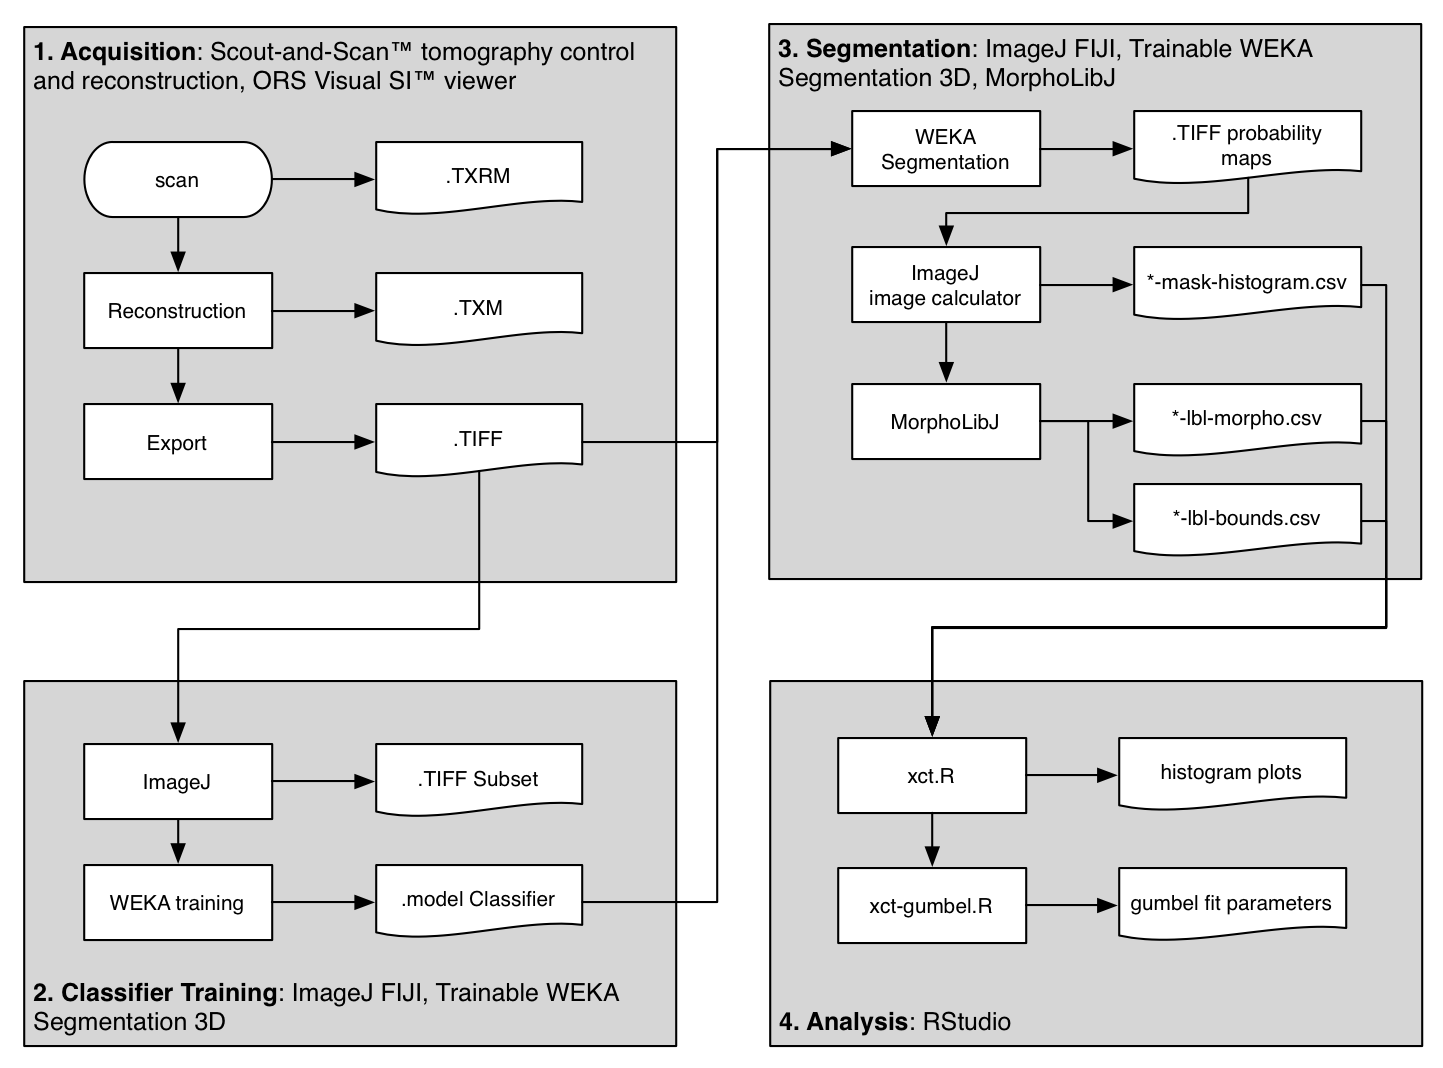 1. Acquisition: Scout-and-Scan™ tomography control
and reconstruction, ORS Visual SI™ viewer
scan
.TXRM
Reconstruction
.TXM
Export
.TIFF
ImageJ
.TIFF Subset
WEKA training
.model Classifier
2. Classifier Training: ImageJ FIJI, Trainable WEKA
Segmentation 3D
3. Segmentation: ImageJ FIJI, Trainable WEKA
Segmentation 3D, MorphoLibJ
WEKA
Segmentation
.TIFF probability
maps
ImageJ
image calculator
*-mask-histogram.csv
MorphoLibJ
*-lbl-morpho.csv
*-lbl-bounds.csv
xct.R
histogram plots
xct-gumbel.R
gumbel fit parameters
4. Analysis: RStudio